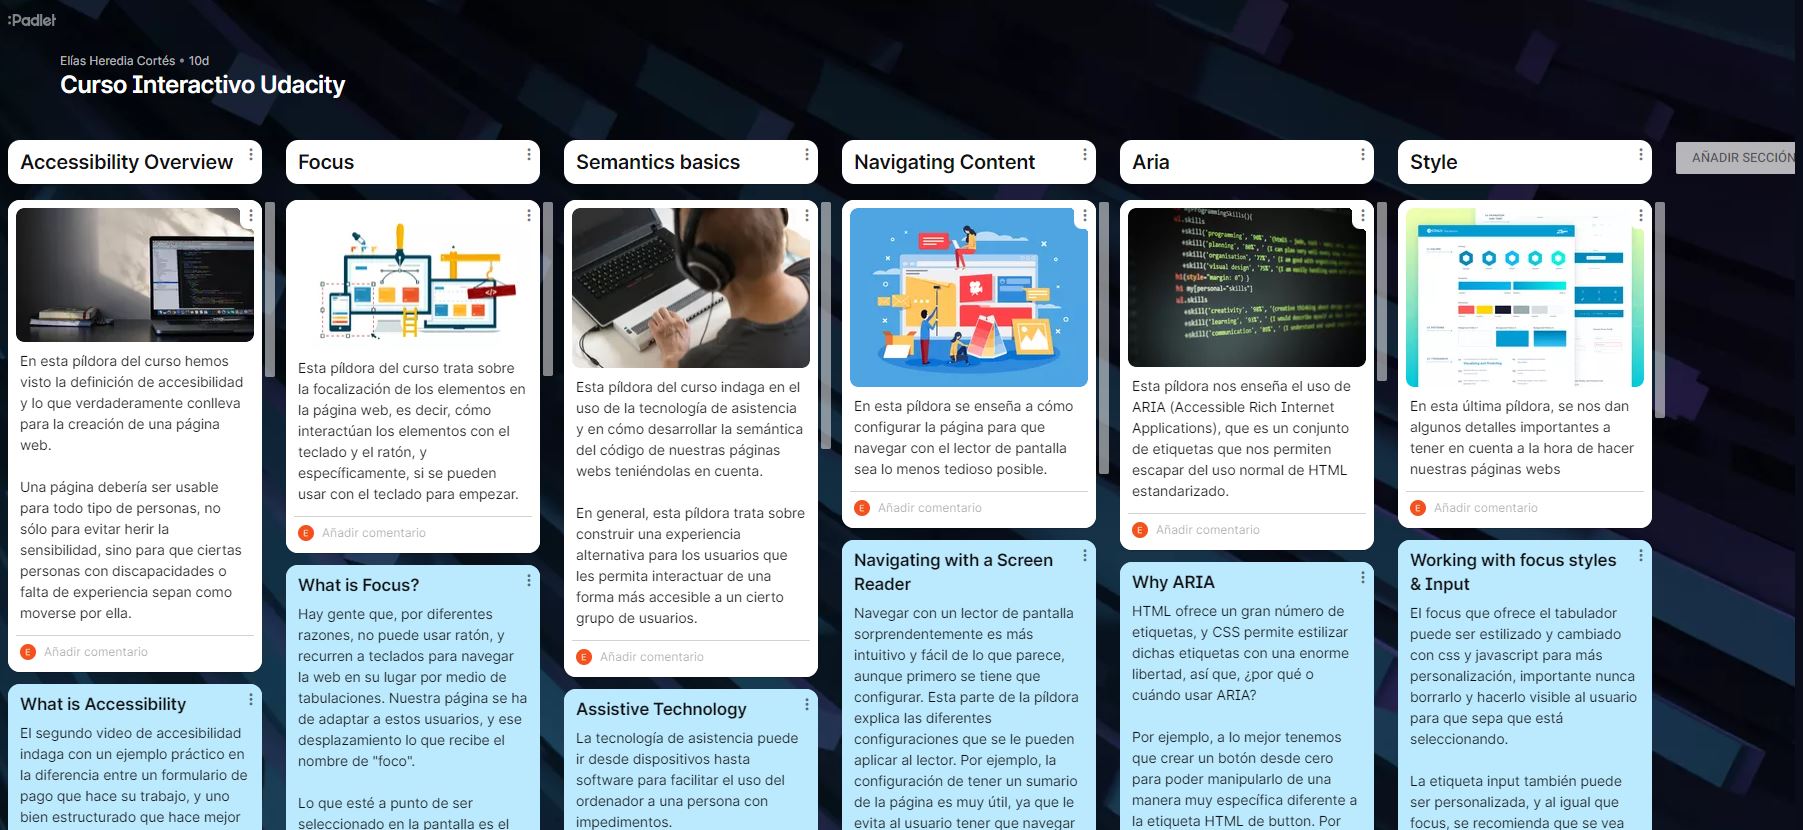 :Padlet
Elías Heredia Cortés • 10d
Curso Interactivo Udacity
Accessibility Overview
En esta píldora del curso hemos
visto la definición de accesibilidad
y lo que verdaderamente conlleva
para la creación de una página
web.
Una página debería ser usable
para todo tipo de personas, no
sólo para evitar herir la
sensibilidad, sino para que ciertas
personas con discapacidades o
falta de experiencia sepan como
moverse por ella.
E Añadir comentario
What is Accessibility
El segundo video de accesibilidad
indaga con un ejemplo práctico en
la diferencia entre un formulario de
pago que hace su trabajo, y uno
bien estructurado que hace mejor
Focus
Esta píldora del curso trata sobre
la focalización de los elementos en
la página web, es decir, cómo
interactúan los elementos con el
teclado y el ratón, y
específicamente, si se pueden
usar con el teclado para empezar.
E Añadir comentario
What is Focus?
Hay gente que, por diferentes
razones, no puede usar ratón, y
recurren a teclados para navegar
la web en su lugar por medio de
tabulaciones. Nuestra página se ha
de adaptar a estos usuarios, y ese
desplazamiento lo que recibe el
nombre de "foco".
Lo que esté a punto de ser
seleccionado en la pantalla es el
Semantics basics
Esta píldora del curso indaga en el
uso de la tecnología de asistencia
y en cómo desarrollar la semántica
del código de nuestras páginas
webs teniéndolas en cuenta.
En general, esta píldora trata sobre
construir una experiencia
alternativa para los usuarios que
les permita interactuar de una
forma más accesible a un cierto
grupo de usuarios.
E Añadir comentario
Assistive Technology
La tecnología de asistencia puede
ir desde dispositivos hasta
software para facilitar el uso del
ordenador a una persona con
impedimentos.
Navigating Content
En esta píldora se enseña a cómo
configurar la página para que
navegar con el lector de pantalla
sea lo menos tedioso posible.
E Añadir comentario
Navigating with a Screen
Reader
Navegar con un lector de pantalla
sorprendentemente es más
intuitivo y fácil de lo que parece,
aunque primero se tiene que
configurar. Esta parte de la píldora
explica las diferentes
configuraciones que se le pueden
aplicar al lector. Por ejemplo, la
configuración de tener un sumario
de la página es muy útil, ya que le
evita al usuario tener que navegar
Aria
Esta píldora nos enseña el uso de
ARIA (Accessible Rich Internet
Applications), que es un conjunto
de etiquetas que nos permiten
escapar del uso normal de HTML
estandarizado.
E Añadir comentario
Why ARIA
HTML ofrece un gran número de
etiquetas, y CSS permite estilizar
dichas etiquetas con una enorme
libertad, así que, ¿por qué o
cuándo usar ARIA?
Por ejemplo, a lo mejor tenemos
que crear un botón desde cero
para poder manipularlo de una
manera muy específica diferente a
la etiqueta HTML de button. Por
Style
En esta última píldora, se nos dan
algunos detalles importantes a
tener en cuenta a la hora de hacer
nuestras páginas webs
E Añadir comentario
Working with focus styles
& Input
El focus que ofrece el tabulador
puede ser estilizado y cambiado
con css y javascript para más
personalización, importante nunca
borrarlo y hacerlo visible al usuario
para que sepa que está
seleccionando.
La etiqueta input también puede
ser personalizada, y al igual que
focus, se recomienda que se vea
AÑADIR SECCIÓN